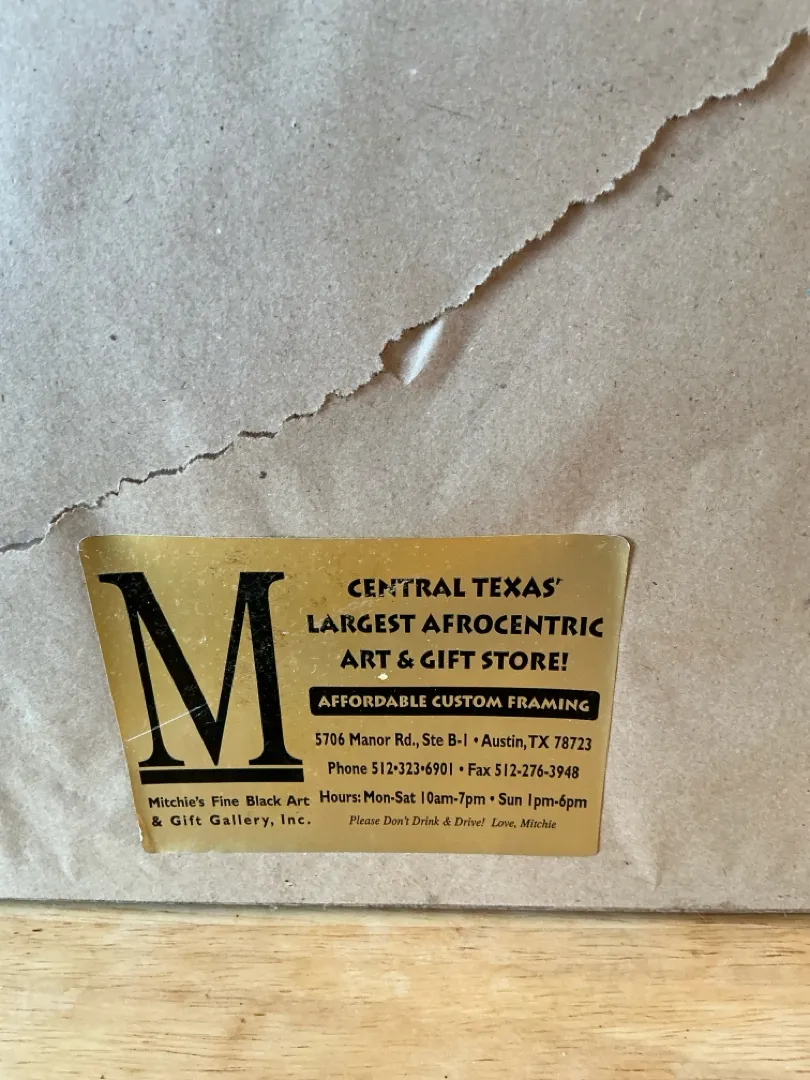 M
Mitchie's Fine Black Art
& Gift Gallery, Inc.
CENTRAL TEXAS'
LARGEST AFROCENTRIC
ART & GIFT STORE!
AFFORDABLE CUSTOM FRAMING
5706 Manor Rd., Ste B-1 • Austin, TX 78723
Phone 512•323•6901 • Fax 512-276-3948
Hours: Mon-Sat 10am-7pm • Sun 1pm-6pm
Please Don't Drink & Drive! Love, Mitchie